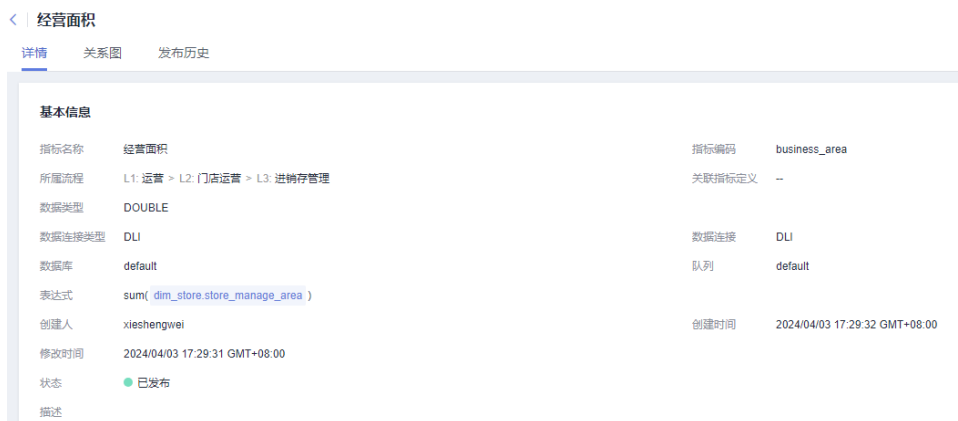 经营面积
详情 关系图 发布历史
基本信息
指标名称 经营面积 指标编码 business_area
所属流程 L1: 运营 > L2: 门店运营 > L3: 进销存管理 关联指标定义 --
数据类型 DOUBLE
数据连接类型 DLI 数据连接 DLI
数据库 default 队列 default
表达式 sum( dim_store.store_manage_area )
创建人 xieshengwei 创建时间 2024/04/03 17:29:32 GMT+08:00
修改时间 2024/04/03 17:29:31 GMT+08:00
状态 已发布
描述